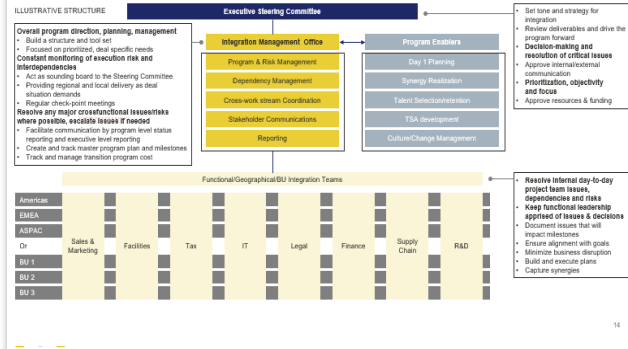 ILLUSTRATIVE STRUCTURE
Executive Steering Committee
Overall program direction, planning, management
• Build a structure and tool set
• Focused on prioritized, deal specific needs
Constant monitoring of execution risk and
interdependencies
• Act as sounding board to the Steering Committee
• Providing regional and local delivery as deal
situation demands
• Regular check-point meetings
Resolve any major crossfunctional issues/risks
where possible, escalate issues if needed
• Facilitate communication by program level status
reporting and executive level reporting
• Create and track master program plan and milestones
• Track and manage transition program cost
Integration Management Office
Program & Risk Management
Dependency Management
Cross-work stream Coordination
Stakeholder Communications
Reporting
Program Enablers
Day 1 Planning
Synergy Realization
Talent Selection/retention
TSA development
Culture/Change Management
• Set tone and strategy for
integration
• Review deliverables and drive the
program forward
• Decision-making and
resolution of critical issues
• Approve internal/external
communication
• Prioritization, objectivity
and focus
• Approve resources & funding
Functional/Geographical/BU Integration Teams
Americas
EMEA
ASPAC
Or
BU 1
BU 2
BU 3
Sales &
Marketing
Facilities
Tax
IT
Legal
Finance
Supply
Chain
R&D
• Resolve internal day-to-day
project team issues,
dependencies and risks
• Keep functional leadership
apprised of issues & decisions
• Document issues that will
impact milestones
• Ensure alignment with goals
• Minimize business disruption
• Build and execute plans
• Capture synergies
14